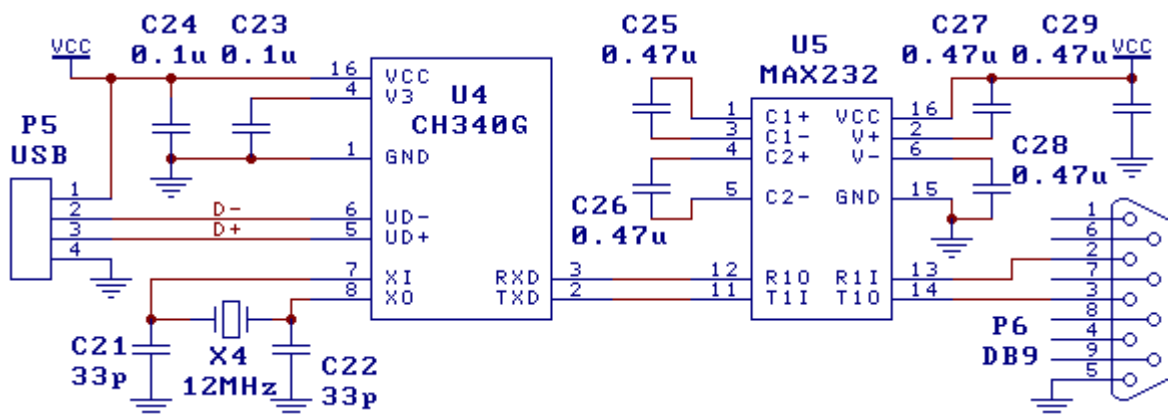 VCC
C24
0.1u
C23
0.1u
P5
USB
1
2
3
4
D-
D+
16
4
1
6
5
7
8
VCC
V3
GND
UD-
UD+
XI
XO
U4
CH340G
RXD
TXD
3
2
C21
33p
X4
12MHz
C22
33p
C25
0.47u
C26
0.47u
U5
MAX232
1
3
4
5
12
11
C1+
C1-
C2+
C2-
R1O
T1I
VCC
V+
V-
GND
R1I
T1O
16
2
6
15
13
14
C27
0.47u
C29
0.47u
VCC
C28
0.47u
1
6
2
7
3
8
4
9
5
P6
DB9